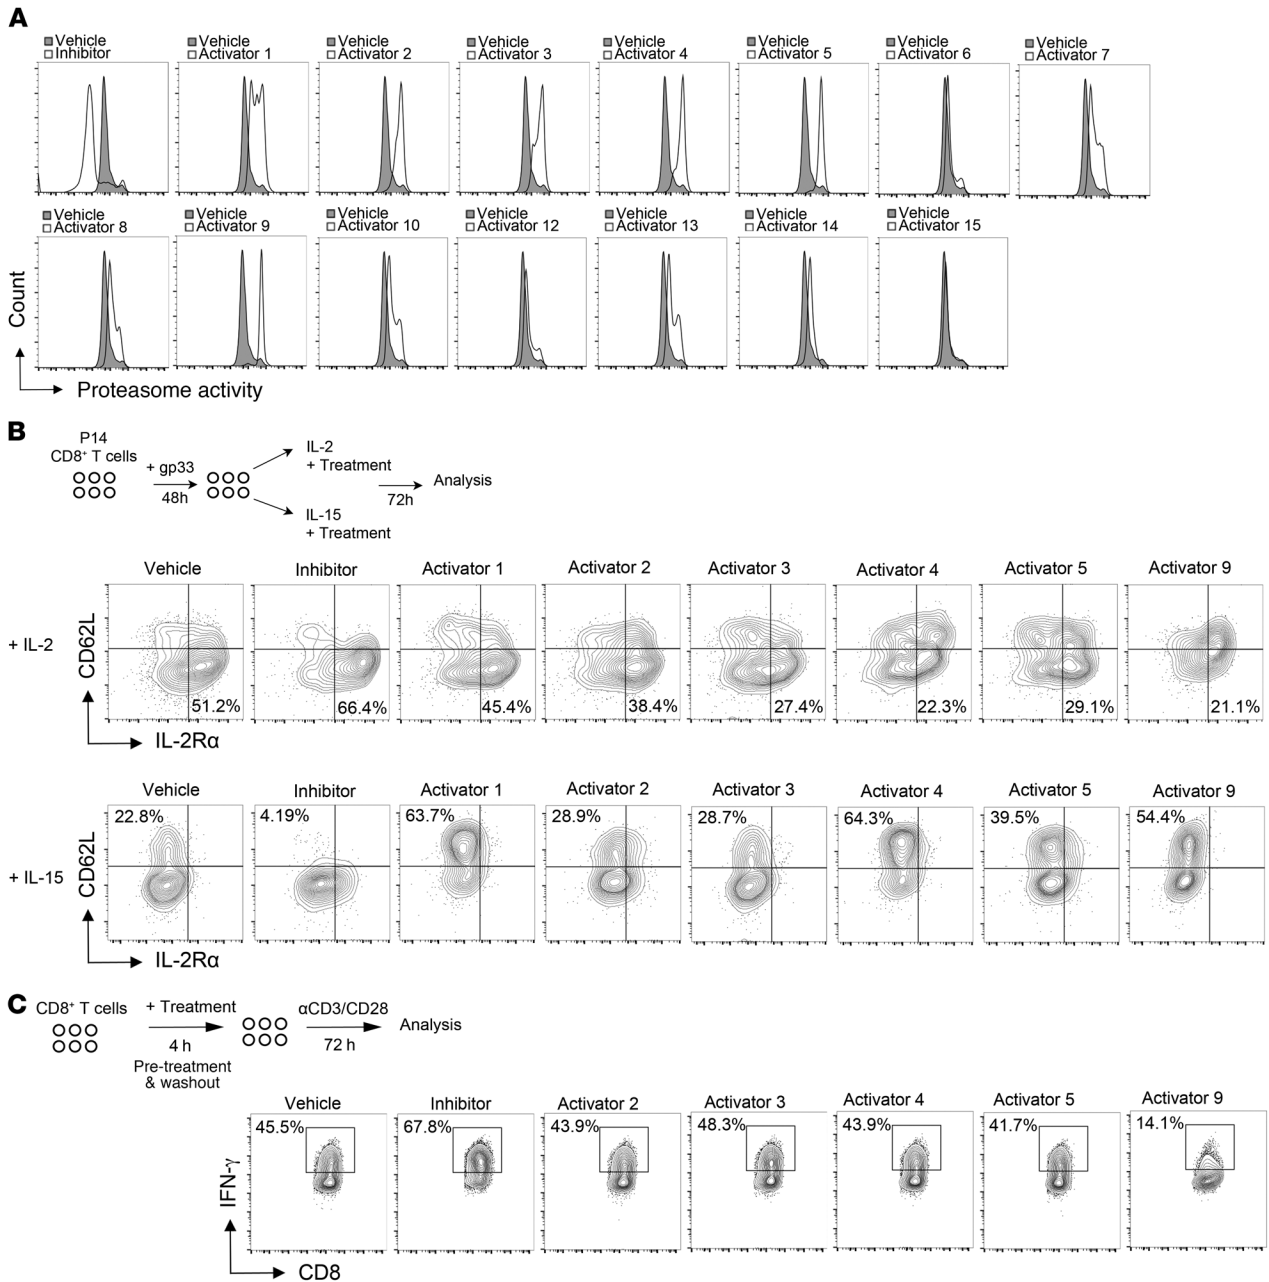 A
Vehicle
Inhibitor
Vehicle
Activator 1
Vehicle
Activator 2
Vehicle
Activator 3
Vehicle
Activator 4
Vehicle
Activator 5
Vehicle
Activator 6
Vehicle
Activator 7
Vehicle
Activator 8
Vehicle
Activator 9
Vehicle
Activator 10
Vehicle
Activator 12
Vehicle
Activator 13
Vehicle
Activator 14
Vehicle
Activator 15
Count
Proteasome activity
B
P14
CD8⁺ T cells
+ gp33
48h
IL-2
+ Treatment
IL-15
+ Treatment
72h
Analysis
Vehicle Inhibitor Activator 1 Activator 2 Activator 3 Activator 4 Activator 5 Activator 9
+ IL-2
CD62L
51.2% 66.4% 45.4% 38.4% 27.4% 22.3% 29.1% 21.1%
IL-2Rα
Vehicle Inhibitor Activator 1 Activator 2 Activator 3 Activator 4 Activator 5 Activator 9
22.8% 4.19% 63.7% 28.9% 28.7% 64.3% 39.5% 54.4%
+ IL-15
CD62L
IL-2Rα
C
CD8⁺ T cells
+ Treatment
4 h
Pre-treatment
& washout
αCD3/CD28
72 h
Analysis
Vehicle Inhibitor Activator 2 Activator 3 Activator 4 Activator 5 Activator 9
45.5% 67.8% 43.9% 48.3% 43.9% 41.7% 14.1%
IFN-γ
CD8